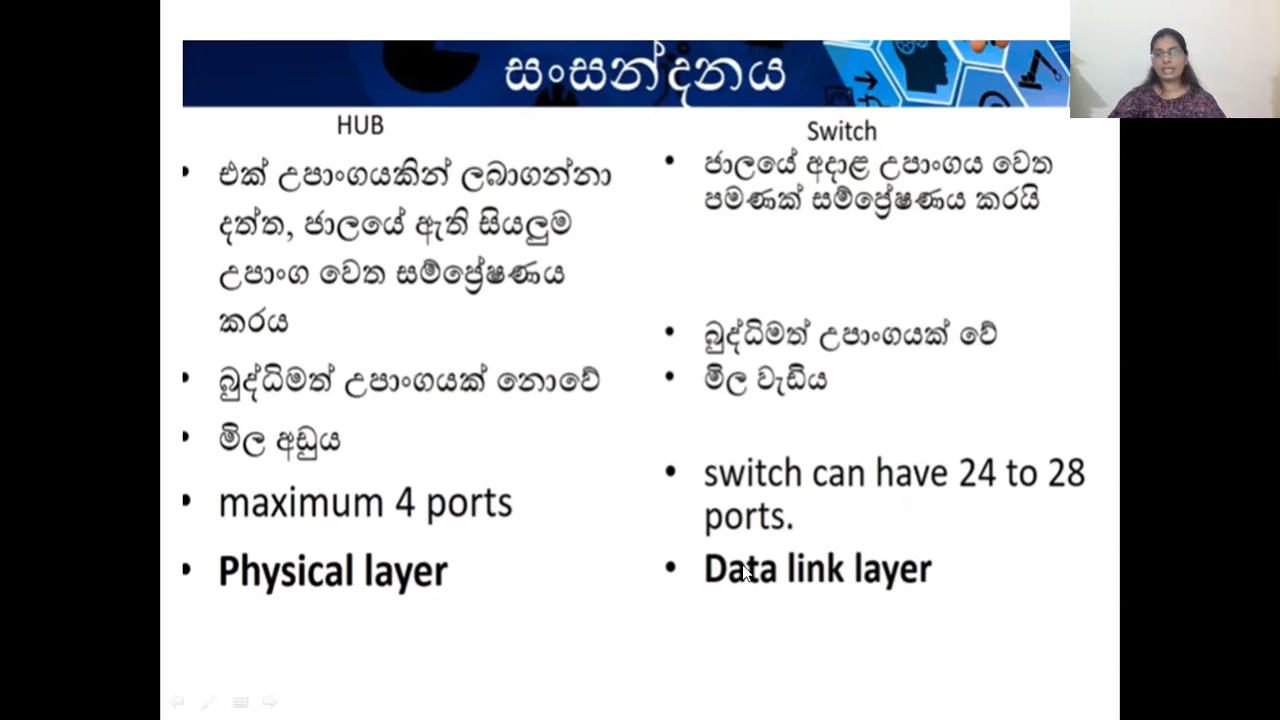 සංසන්දනය
HUB
එක් උපාංගයකින් ලබාගන්නා
දත්ත, ජාලයේ ඇති සියලුම
උපාංග වෙත සම්ප්‍රේෂණය
කරය
බුද්ධිමත් උපාංගයක් නොවේ
මිල අඩුය
maximum 4 ports
Physical layer
Switch
ජාලයේ අදාළ උපාංගය වෙත
පමණක් සම්ප්‍රේෂණය කරයි
බුද්ධිමත් උපාංගයක් වේ
මිල වැඩිය
switch can have 24 to 28
ports.
Data link layer